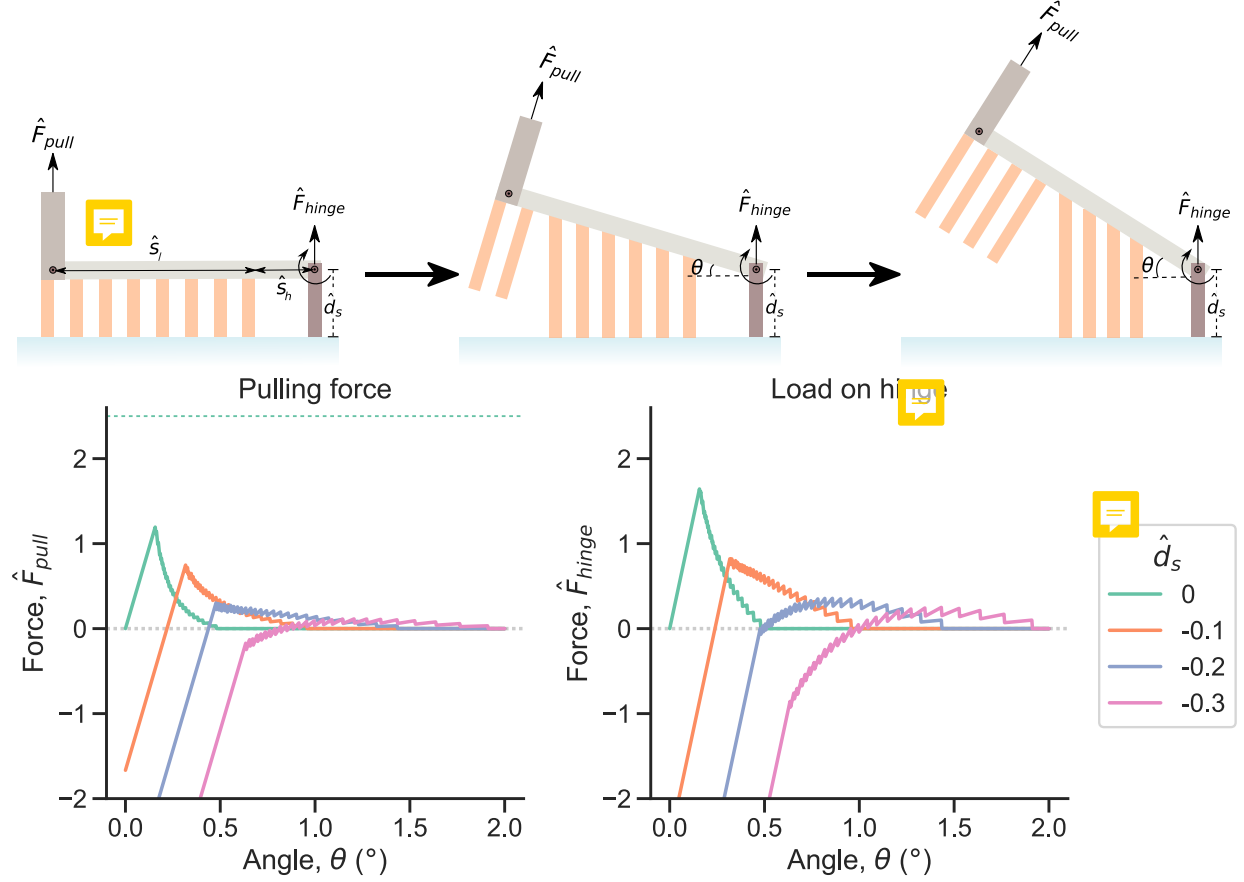 F̂pull
F̂pull
F̂pull
F̂hinge
F̂hinge
F̂hinge
ŝl
ŝh
d̂s
θ
d̂s
θ
d̂s
Pulling force
Load on hinge
Force, F̂pull
2
1
0
−1
−2
0.0 0.5 1.0 1.5 2.0
Angle, θ (°)
Force, F̂hinge
2
1
0
−1
−2
0.0 0.5 1.0 1.5 2.0
Angle, θ (°)
d̂s
0
-0.1
-0.2
-0.3